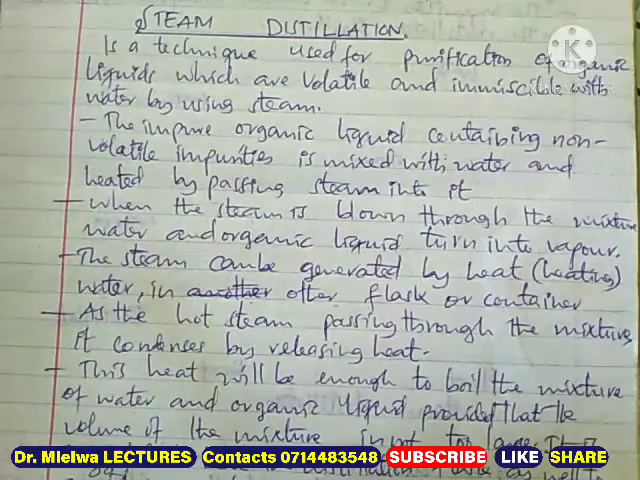 STEAM DISTILLATION.
Is a technique used for purification of organic
liquids which are volatile and immiscible with
water by using steam.
- The impure organic liquid containing non-
volatile impurities is mixed with water and
heated by passing steam into it
- when the steam is blown through the mixture
water and organic liquid turn into vapour.
- The steam can be generated by heat (heating)
water, in another other flask or container
- As the hot steam passing through the mixture,
it condenses by releasing heat.
- This heat will be enough to boil the mixture
of water and organic liquid provided that the
volume of the mixture is not too large.
Dr. Mlelwa LECTURES Contacts 0714483548 SUBSCRIBE LIKE SHARE
K
KINEMASTER